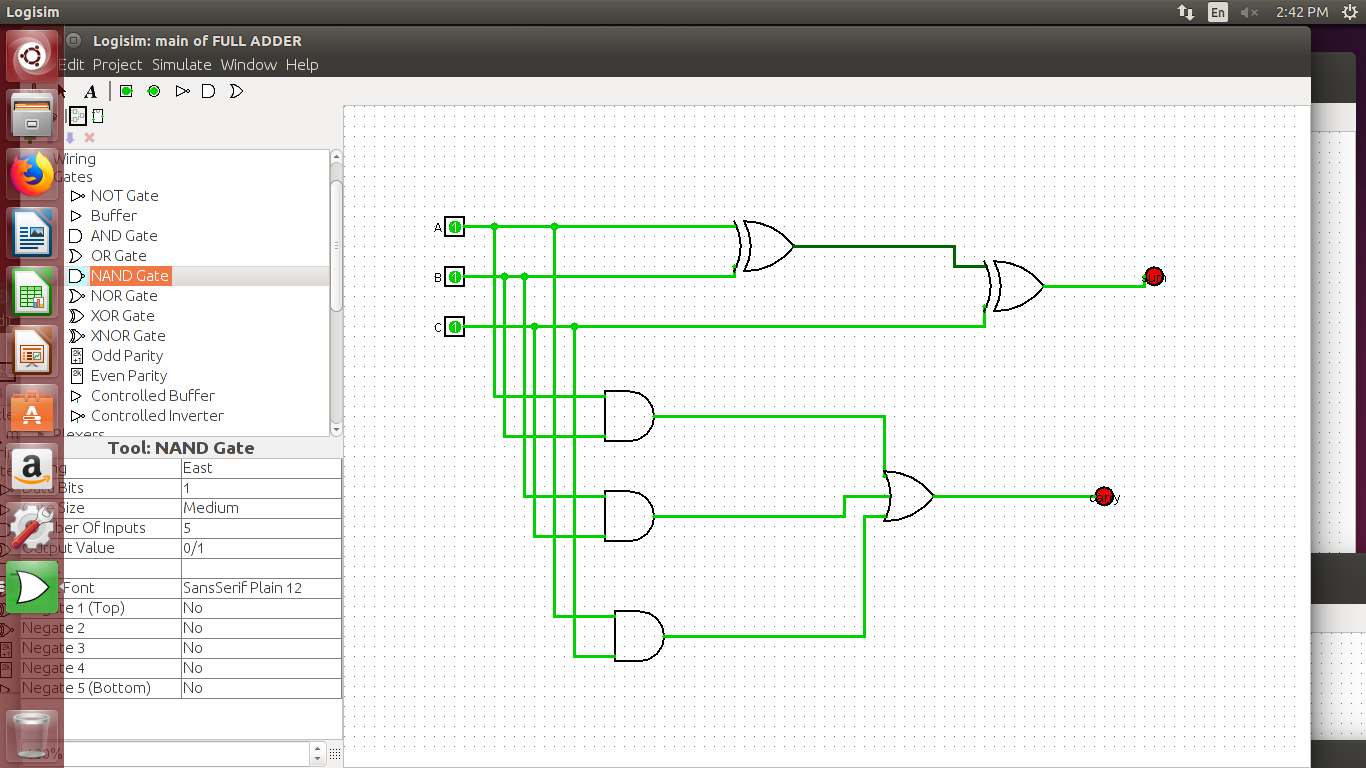 Logisim
En
2:42 PM
Logisim: main of FULL ADDER
Edit Project Simulate Window Help
A
Wiring
Gates
NOT Gate
Buffer
AND Gate
OR Gate
NAND Gate
NOR Gate
XOR Gate
XNOR Gate
Odd Parity
Even Parity
Controlled Buffer
Controlled Inverter
Plexers
Tool: NAND Gate
East
Bits 1
Size Medium
Of Inputs 5
Output Value 0/1
Font SansSerif Plain 12
Negate 1 (Top) No
Negate 2 No
Negate 3 No
Negate 4 No
Negate 5 (Bottom) No
A 1
B 1
C 1
sum
carry